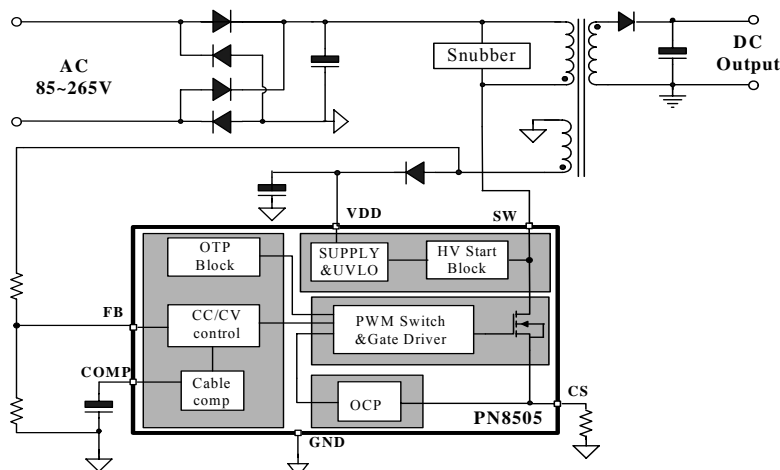 AC
85~265V
Snubber
DC
Output
VDD
SW
OTP
Block
SUPPLY
&UVLO
HV Start
Block
FB
CC/CV
control
PWM Switch
&Gate Driver
COMP
Cable
comp
OCP
CS
PN8505
GND